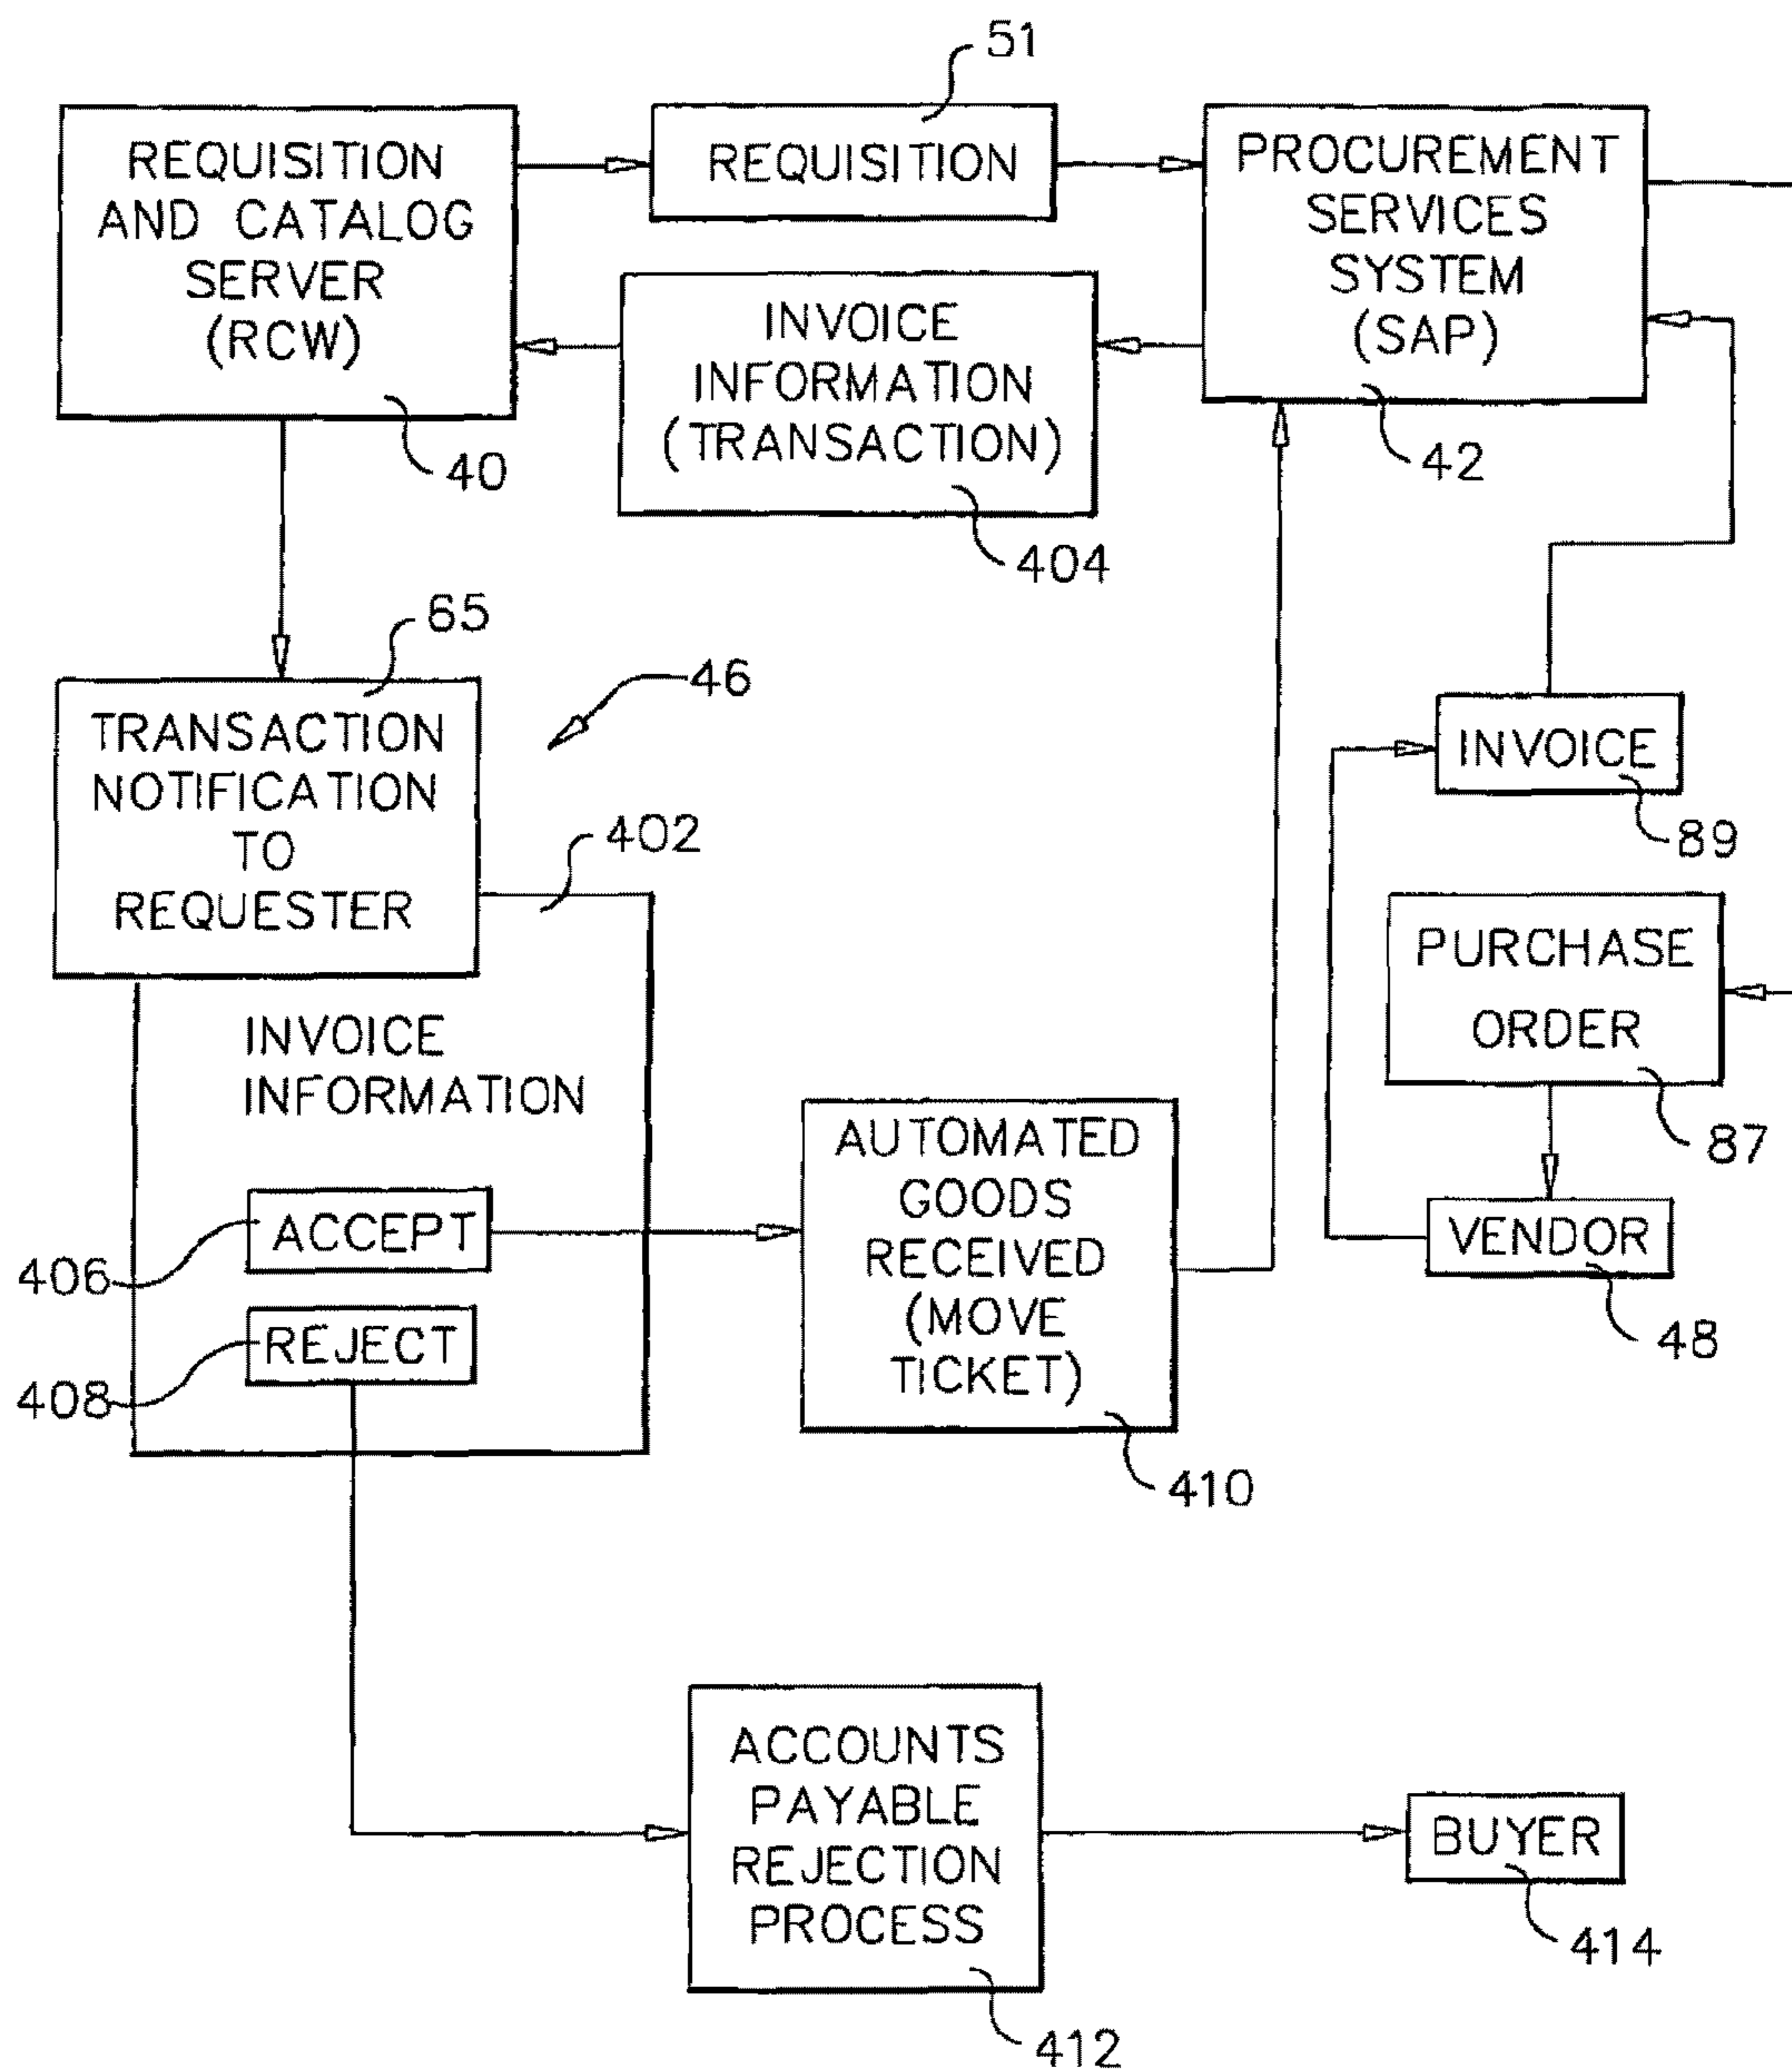 51
REQUISITION
AND CATALOG
SERVER
(RCW)
40
REQUISITION
PROCUREMENT
SERVICES
SYSTEM
(SAP)
42
INVOICE
INFORMATION
(TRANSACTION)
404
65
TRANSACTION
NOTIFICATION
TO
REQUESTER
46
402
INVOICE
89
PURCHASE
ORDER
87
VENDOR
48
INVOICE
INFORMATION
ACCEPT
406
REJECT
408
AUTOMATED
GOODS
RECEIVED
(MOVE
TICKET)
410
ACCOUNTS
PAYABLE
REJECTION
PROCESS
412
BUYER
414